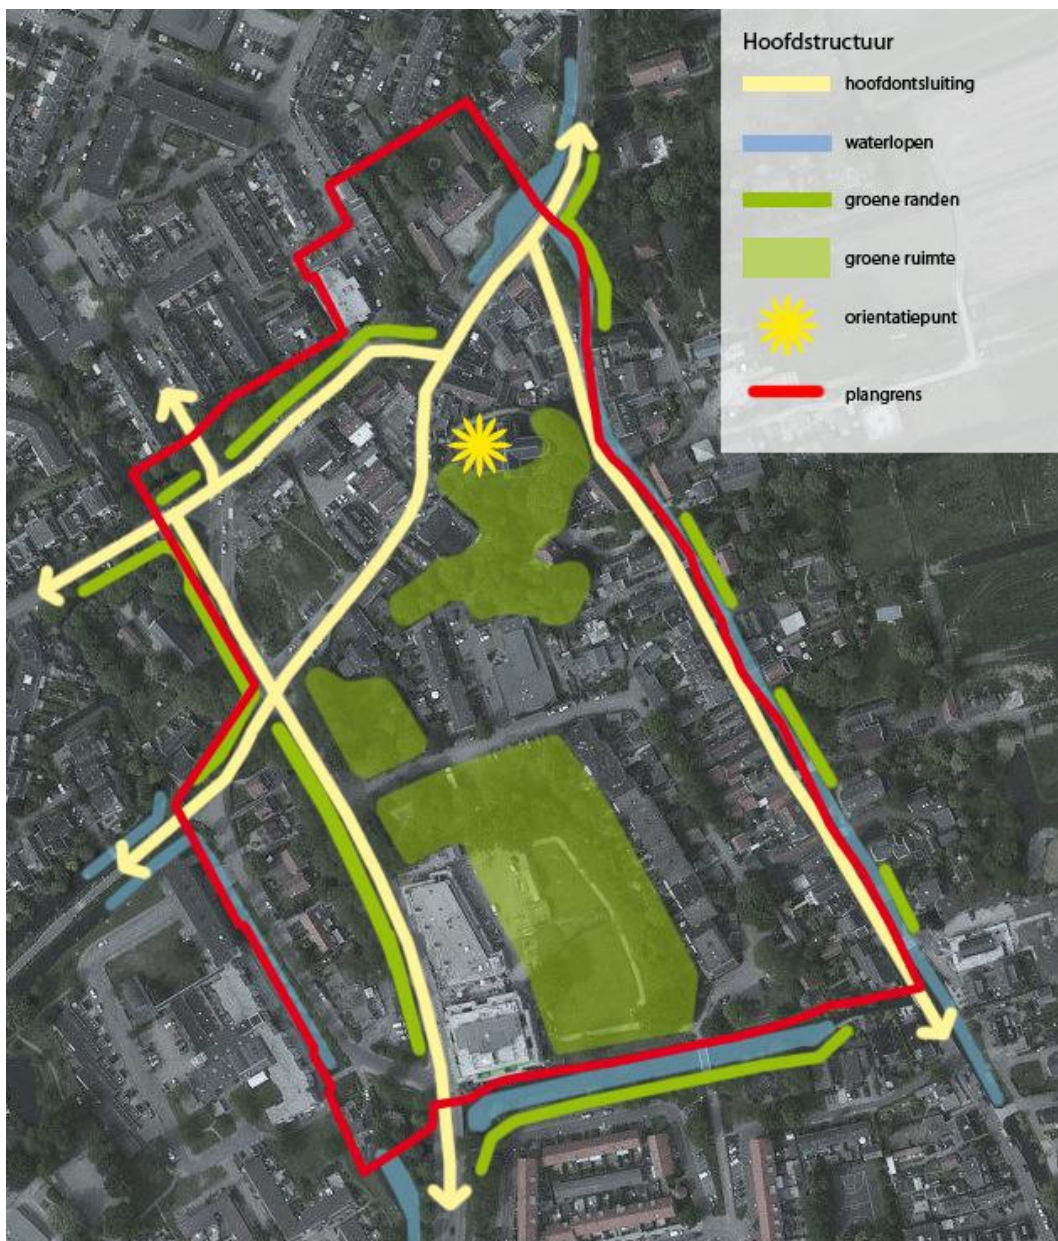 Hoofdstructuur
hoofdontsluiting
waterlopen
groene randen
groene ruimte
orientatiepunt
plangrens